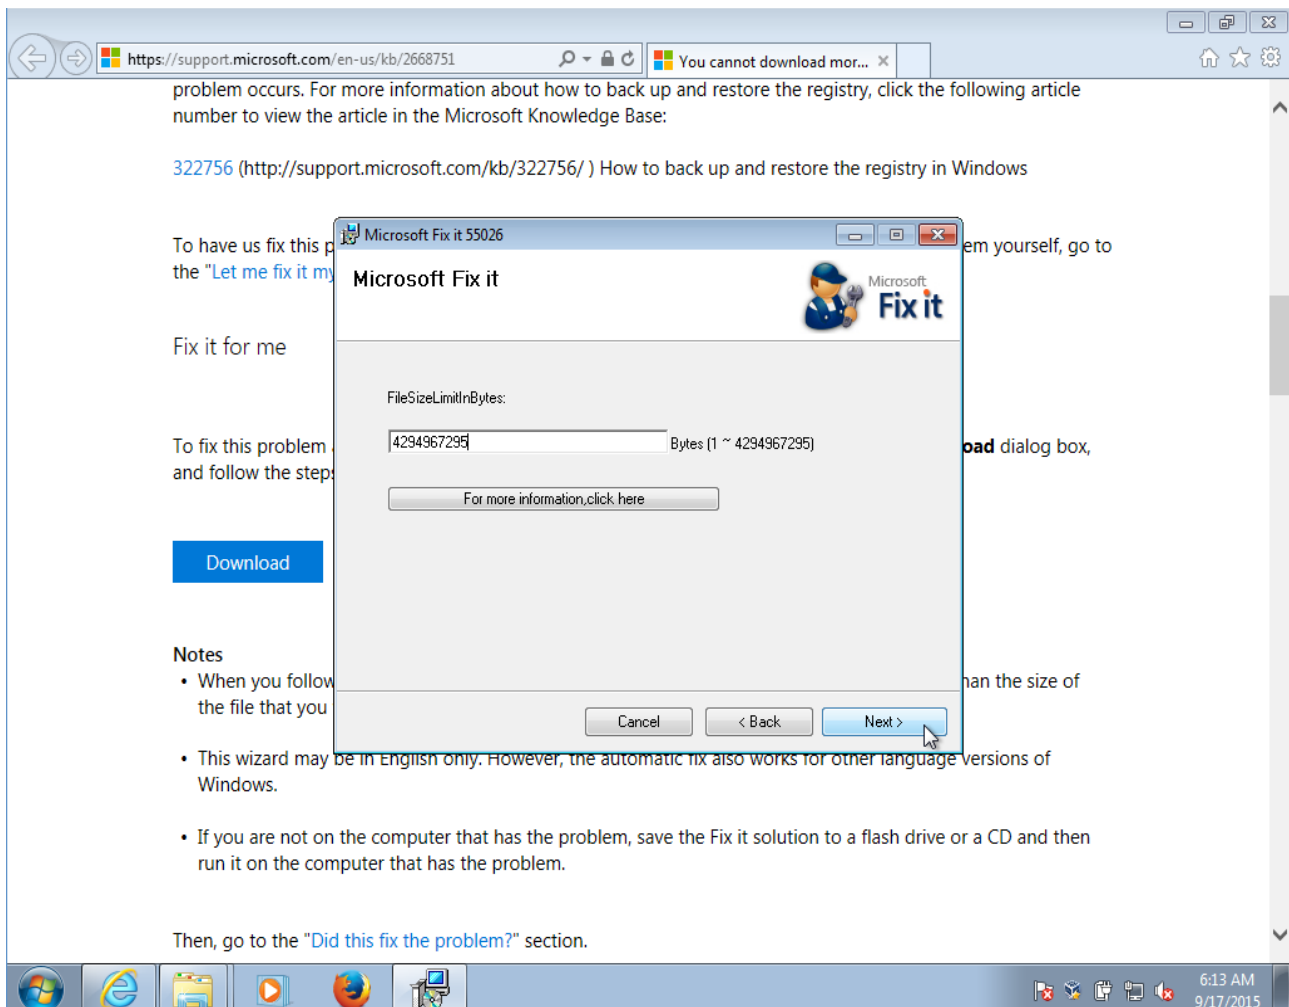 https://support.microsoft.com/en-us/kb/2668751
You cannot download mor...
problem occurs. For more information about how to back up and restore the registry, click the following article
number to view the article in the Microsoft Knowledge Base:
322756 (http://support.microsoft.com/kb/322756/ ) How to back up and restore the registry in Windows
To have us fix this p
em yourself, go to
the "Let me fix it my
Microsoft Fix it 55026
Microsoft Fix it
Microsoft
Fix it
Fix it for me
FileSizeLimitInBytes:
4294967295
Bytes (1 ~ 4294967295)
To fix this problem
oad dialog box,
and follow the steps
For more information,click here
Download
Notes
• When you follow
han the size of
the file that you
Cancel
< Back
Next >
• This wizard may be in English only. However, the automatic fix also works for other language versions of
Windows.
• If you are not on the computer that has the problem, save the Fix it solution to a flash drive or a CD and then
run it on the computer that has the problem.
Then, go to the "Did this fix the problem?" section.
6:13 AM
9/17/2015